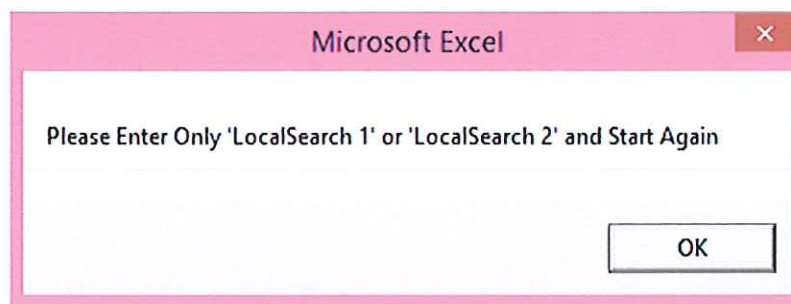 Microsoft Excel
Please Enter Only 'LocalSearch 1' or 'LocalSearch 2' and Start Again
OK